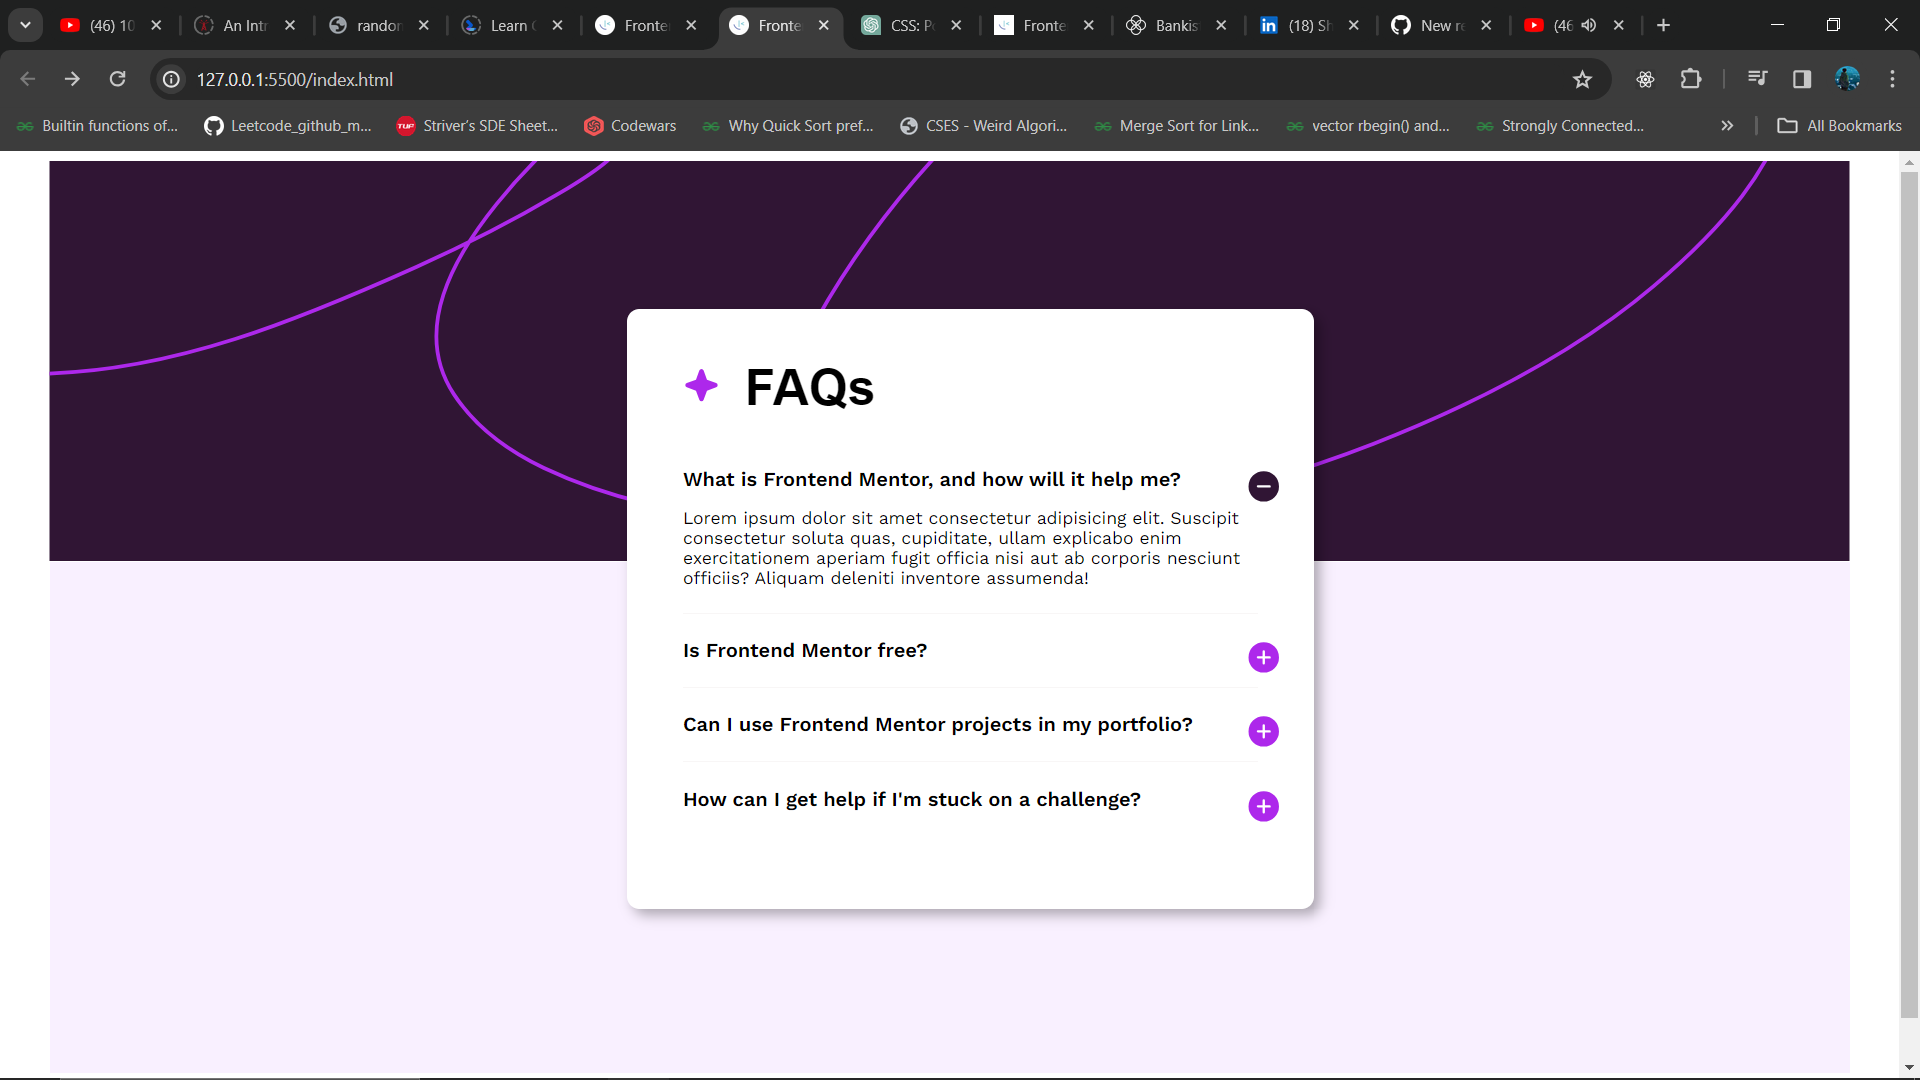 (46) 10
An Intr
randon
Learn C
Fronte
Fronte
CSS: P
Fronte
Bankis
(18) Sh
New re
(46
127.0.0.1:5500/index.html
Builtin functions of...
Leetcode_github_m...
Striver's SDE Sheet...
Codewars
Why Quick Sort pref...
CSES - Weird Algori...
Merge Sort for Link...
vector rbegin() and...
Strongly Connected...
All Bookmarks
FAQs
What is Frontend Mentor, and how will it help me?
Lorem ipsum dolor sit amet consectetur adipisicing elit. Suscipit
consectetur soluta quas, cupiditate, ullam explicabo enim
exercitationem aperiam fugit officia nisi aut ab corporis nesciunt
officiis? Aliquam deleniti inventore assumenda!
Is Frontend Mentor free?
Can I use Frontend Mentor projects in my portfolio?
How can I get help if I'm stuck on a challenge?